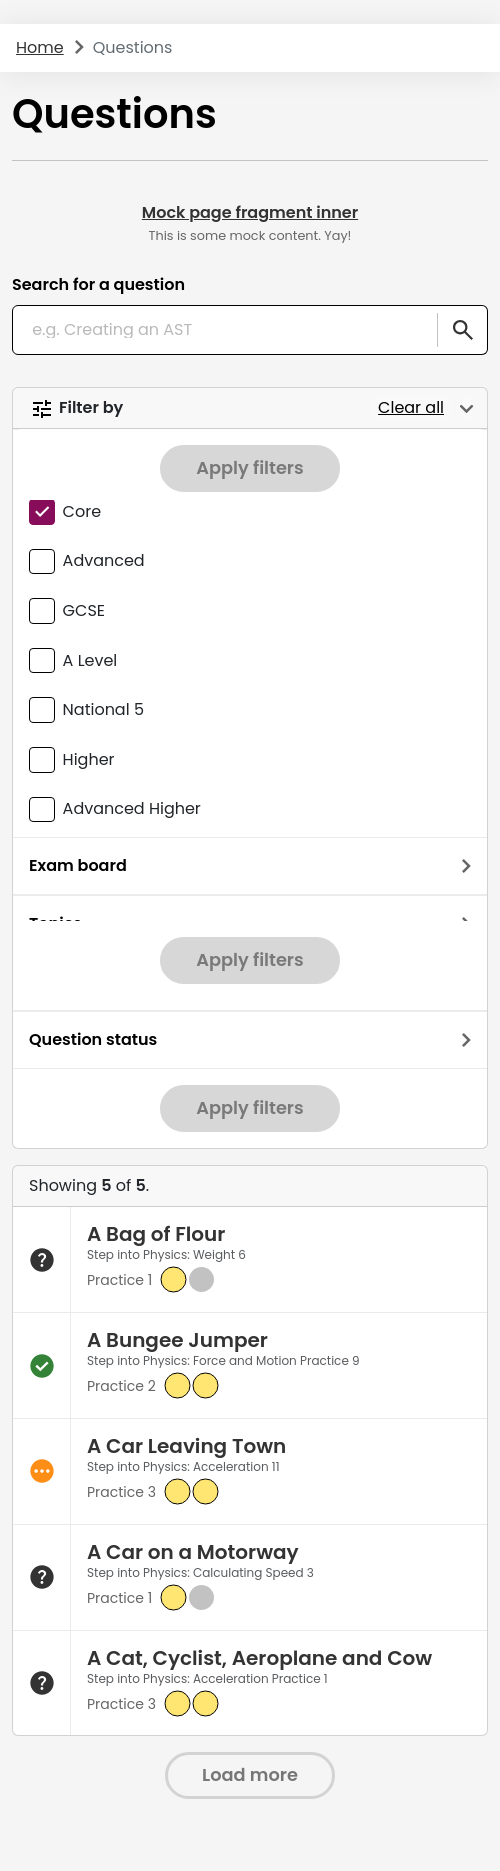 Home > Questions
Questions
Mock page fragment inner
This is some mock content. Yay!
Search for a question
e.g. Creating an AST
Filter by Clear all
Apply filters
Core
Advanced
GCSE
A Level
National 5
Higher
Advanced Higher
Exam board
Topics
Apply filters
Question status
Apply filters
Showing 5 of 5.
A Bag of Flour
Step into Physics: Weight 6
Practice 1
A Bungee Jumper
Step into Physics: Force and Motion Practice 9
Practice 2
A Car Leaving Town
Step into Physics: Acceleration 11
Practice 3
A Car on a Motorway
Step into Physics: Calculating Speed 3
Practice 1
A Cat, Cyclist, Aeroplane and Cow
Step into Physics: Acceleration Practice 1
Practice 3
Load more